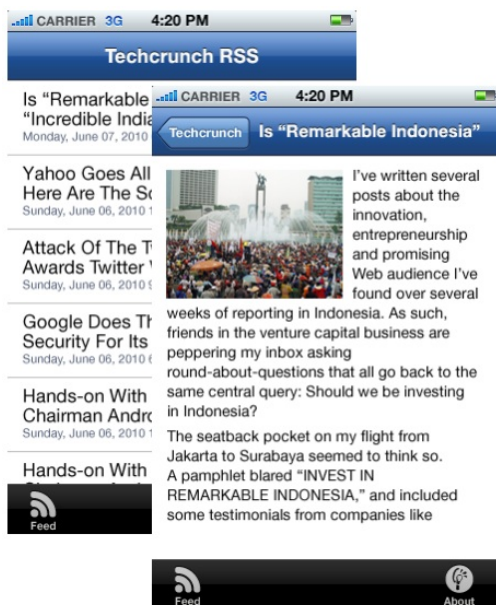 CARRIER 3G 4:20 PM
Techcrunch RSS
Is “Remarkable
“Incredible India
Monday, June 07, 2010
Yahoo Goes All
Here Are The
Sunday, June 06, 2010
Attack Of The
Awards Twitter
Sunday, June 06, 2010
Google Does
Security For Its
Sunday, June 06, 2010
Hands-on With
Chairman
Sunday, June 06, 2010
Hands-on With
Feed
CARRIER 3G 4:20 PM
Techcrunch Is “Remarkable Indonesia”
I’ve written several
posts about the
innovation,
entrepreneurship
and promising
Web audience I’ve
found over several
weeks of reporting in Indonesia. As such,
friends in the venture capital business are
peppering my inbox asking
round-about-questions that all go back to the
same central query: Should we be investing
in Indonesia?
The seatback pocket on my flight from
Jakarta to Surabaya seemed to think so.
A pamphlet blared “INVEST IN
REMARKABLE INDONESIA,” and included
some testimonials from companies like
Feed About